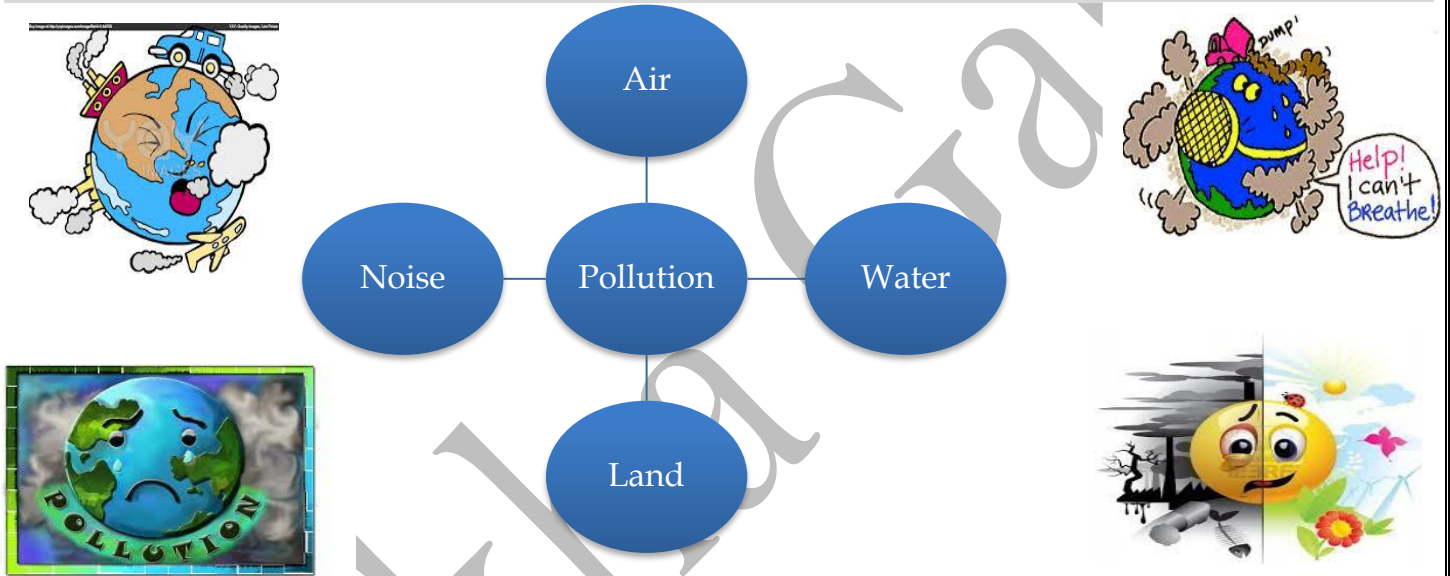 Air
Noise
Pollution
Water
Land
DUMP!
Help!
I can't
BReathe!
POLLUTION